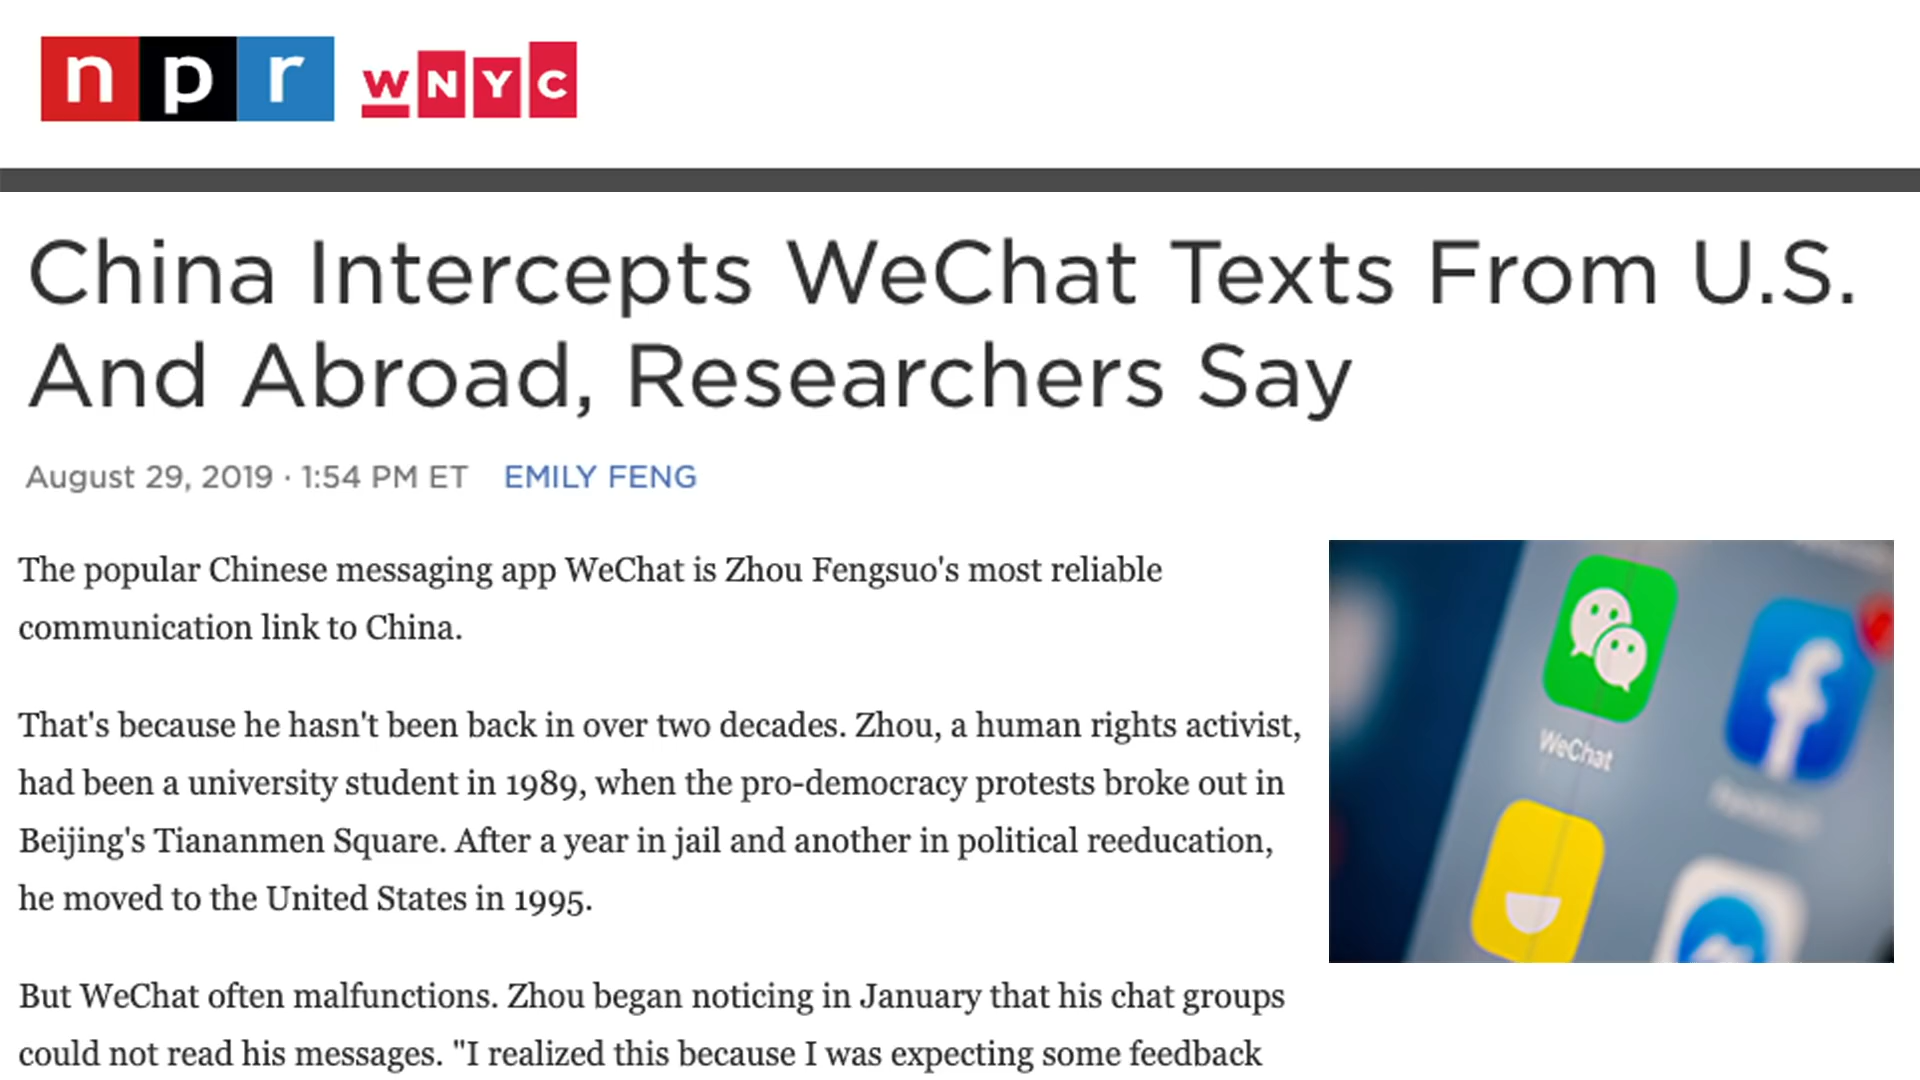 npr WNYC
China Intercepts WeChat Texts From U.S.
And Abroad, Researchers Say
August 29, 2019 · 1:54 PM ET EMILY FENG
The popular Chinese messaging app WeChat is Zhou Fengsuo's most reliable
communication link to China.
That's because he hasn't been back in over two decades. Zhou, a human rights activist,
had been a university student in 1989, when the pro-democracy protests broke out in
Beijing's Tiananmen Square. After a year in jail and another in political reeducation,
he moved to the United States in 1995.
But WeChat often malfunctions. Zhou began noticing in January that his chat groups
could not read his messages. "I realized this because I was expecting some feedback
WeChat